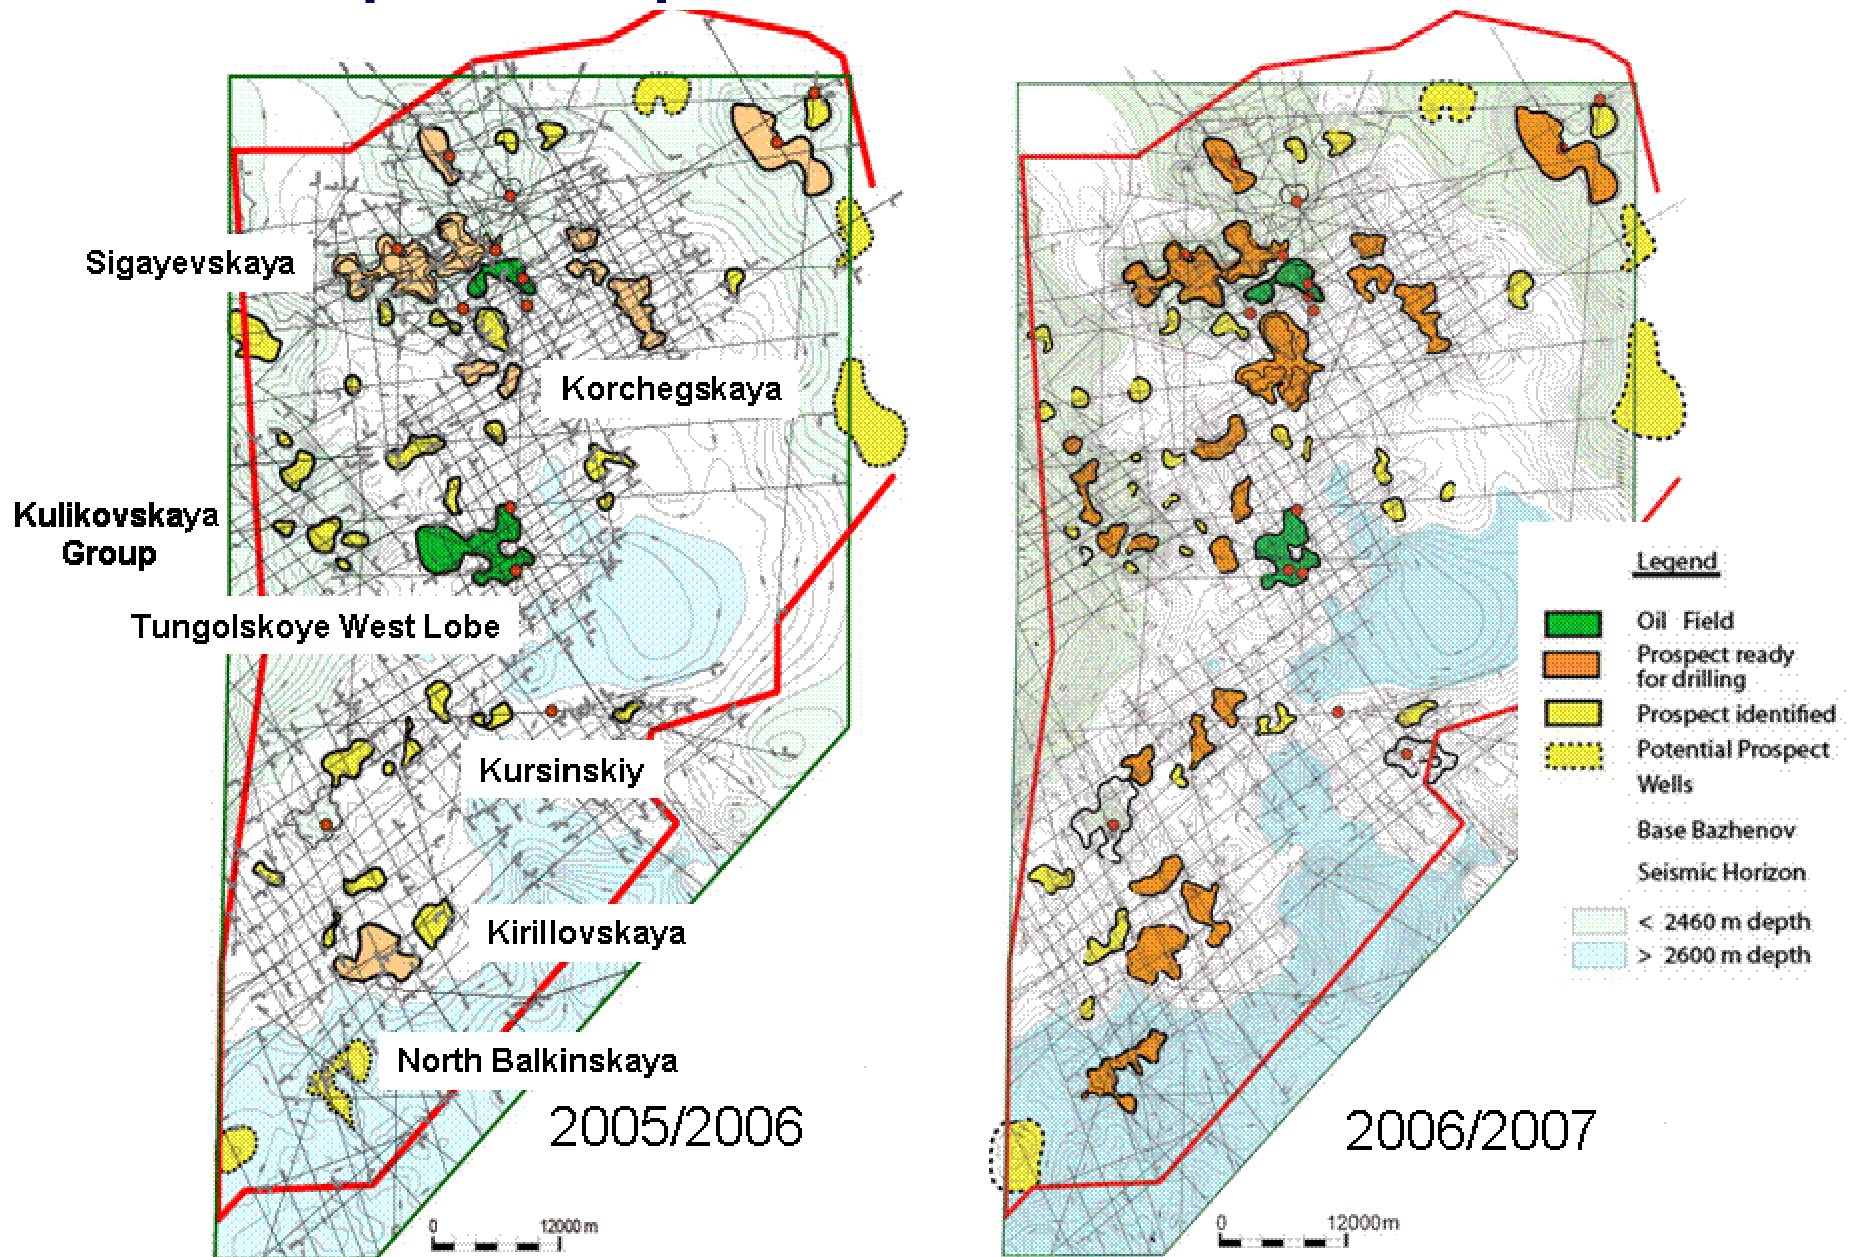 Sigayevskaya
Korchegskaya
Kulikovskaya
Group
Tungolskoye West Lobe
Kursinskiy
Kirillovskaya
North Balkinskaya
2005/2006
0 12000 m
Legend
Oil Field
Prospect ready
for drilling
Prospect identified
Potential Prospect
Wells
Base Bazhenov
Seismic Horizon
< 2460 m depth
> 2600 m depth
2006/2007
0 12000m